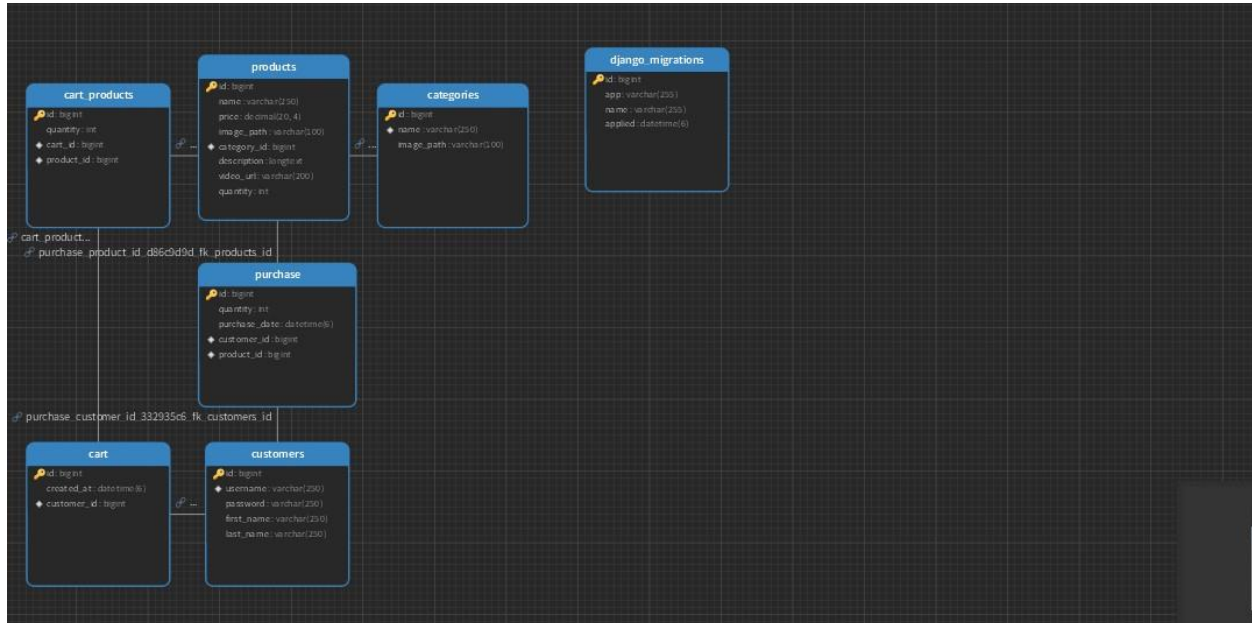 cart_products
id: bigint
quantity: int
cart_id: bigint
product_id: bigint
products
id: bigint
name: varchar(250)
price: decimal(20, 4)
image_path: varchar(100)
category_id: bigint
description: longtext
video_url: varchar(200)
quantity: int
categories
id: bigint
name: varchar(250)
image_path: varchar(100)
django_migrations
id: bigint
app: varchar(255)
name: varchar(255)
applied: datetime(6)
...
...
cart_product...
purchase_product_id_d86c9d9d_fk_products_id
purchase
id: bigint
quantity: int
purchase_date: datetime(6)
customer_id: bigint
product_id: bigint
purchase_customer_id_332935c6_fk_customers_id
cart
id: bigint
created_at: datetime(6)
customer_id: bigint
...
customers
id: bigint
username: varchar(250)
password: varchar(250)
first_name: varchar(250)
last_name: varchar(250)